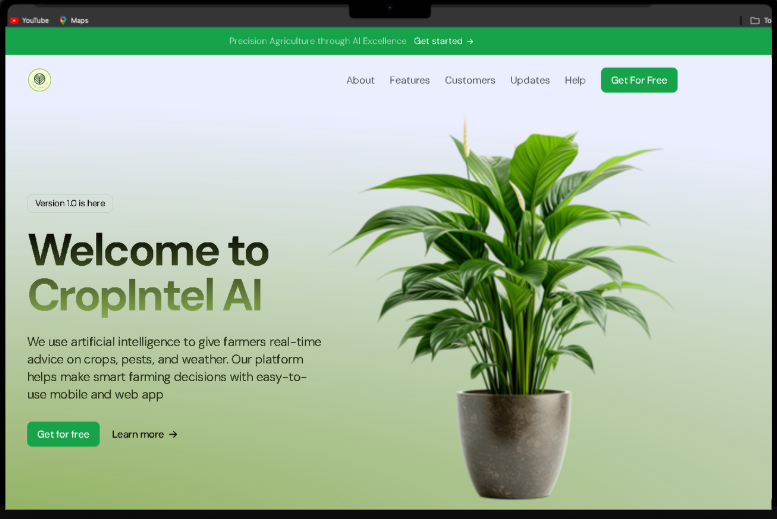 YouTube Maps To
Precision Agriculture through AI Excellence Get started →
About Features Customers Updates Help Get For Free
Version 1.0 is here
Welcome to
CropIntel AI
We use artificial intelligence to give farmers real-time
advice on crops, pests, and weather. Our platform
helps make smart farming decisions with easy-to-
use mobile and web app
Get for free Learn more →